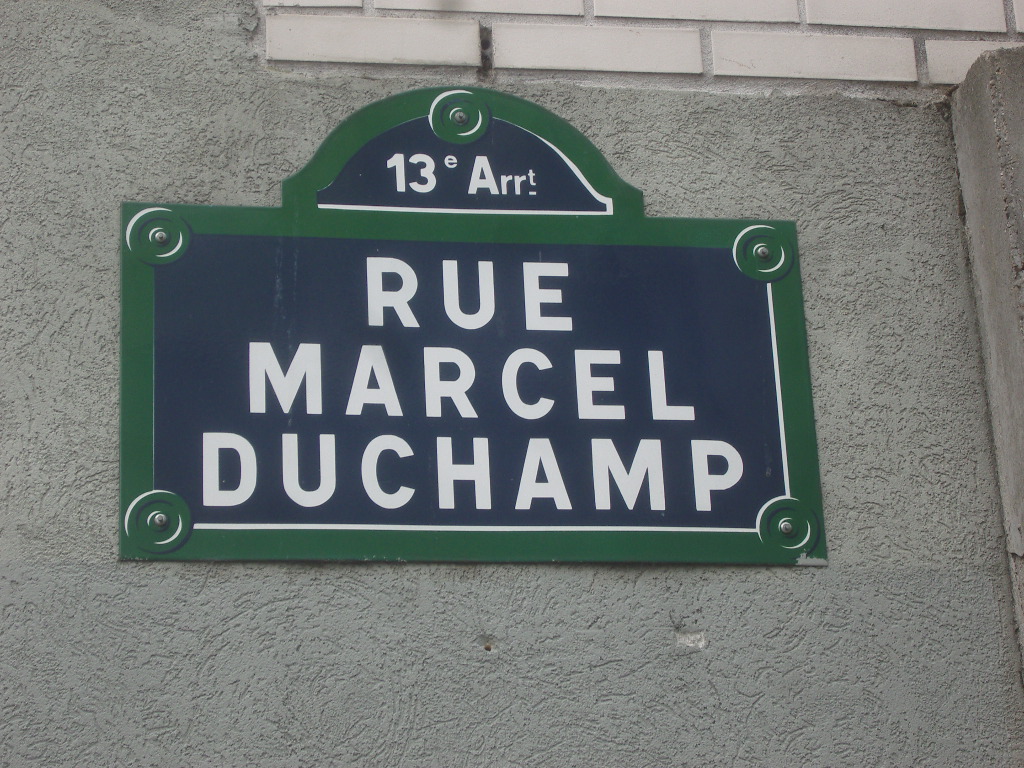 13e Arrt.
RUE
MARCEL
DUCHAMP